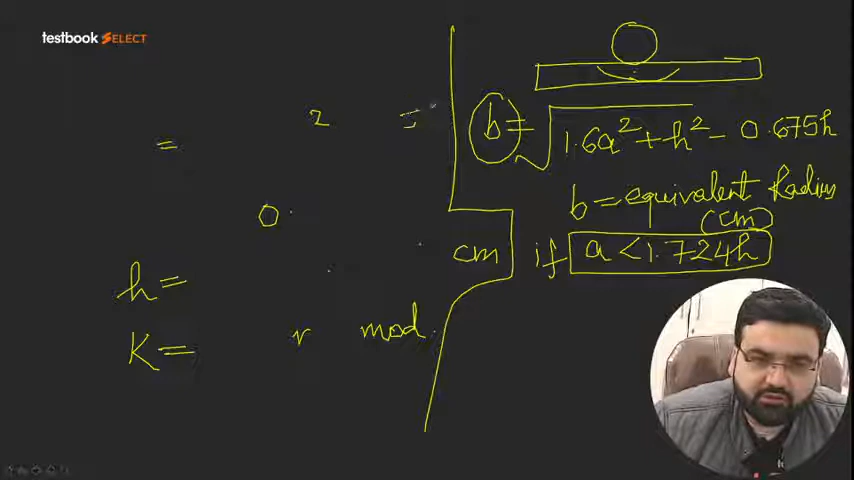 testbook SELECT
b = √1.6a² + h² - 0.675h
2 =
=
b = equivalent Radius
(cm)
0.
cm
if a < 1.724h
h =
K = r mod.